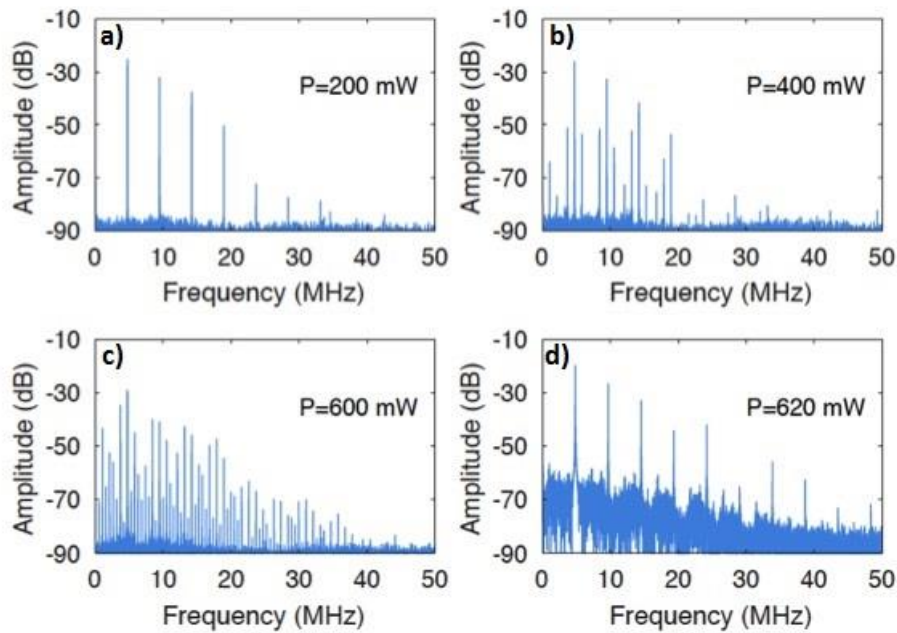 a)
P=200 mW
Amplitude (dB)
-10
-30
-50
-70
-90
0 10 20 30 40 50
Frequency (MHz)
b)
P=400 mW
Amplitude (dB)
-10
-30
-50
-70
-90
0 10 20 30 40 50
Frequency (MHz)
c)
P=600 mW
Amplitude (dB)
-10
-30
-50
-70
-90
0 10 20 30 40 50
Frequency (MHz)
d)
P=620 mW
Amplitude (dB)
-10
-30
-50
-70
-90
0 10 20 30 40 50
Frequency (MHz)